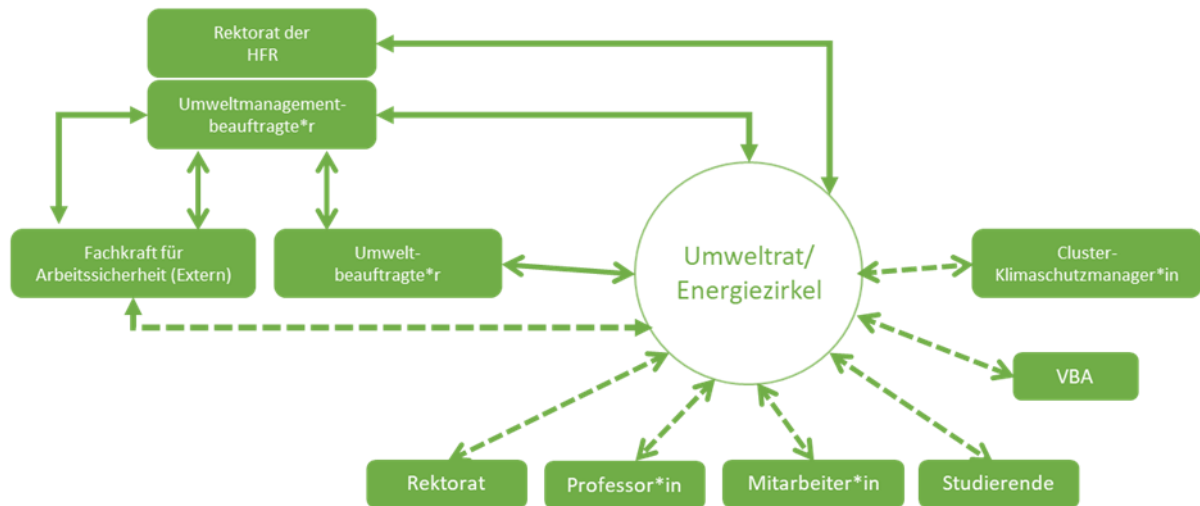 Rektorat der
HFR
Umweltmanagement-
beauftragte*r
Fachkraft für
Arbeitssicherheit (Extern)
Umwelt-
beauftragte*r
Umweltrat/
Energiezirkel
Cluster-
Klimaschutzmanager*in
VBA
Rektorat
Professor*in
Mitarbeiter*in
Studierende